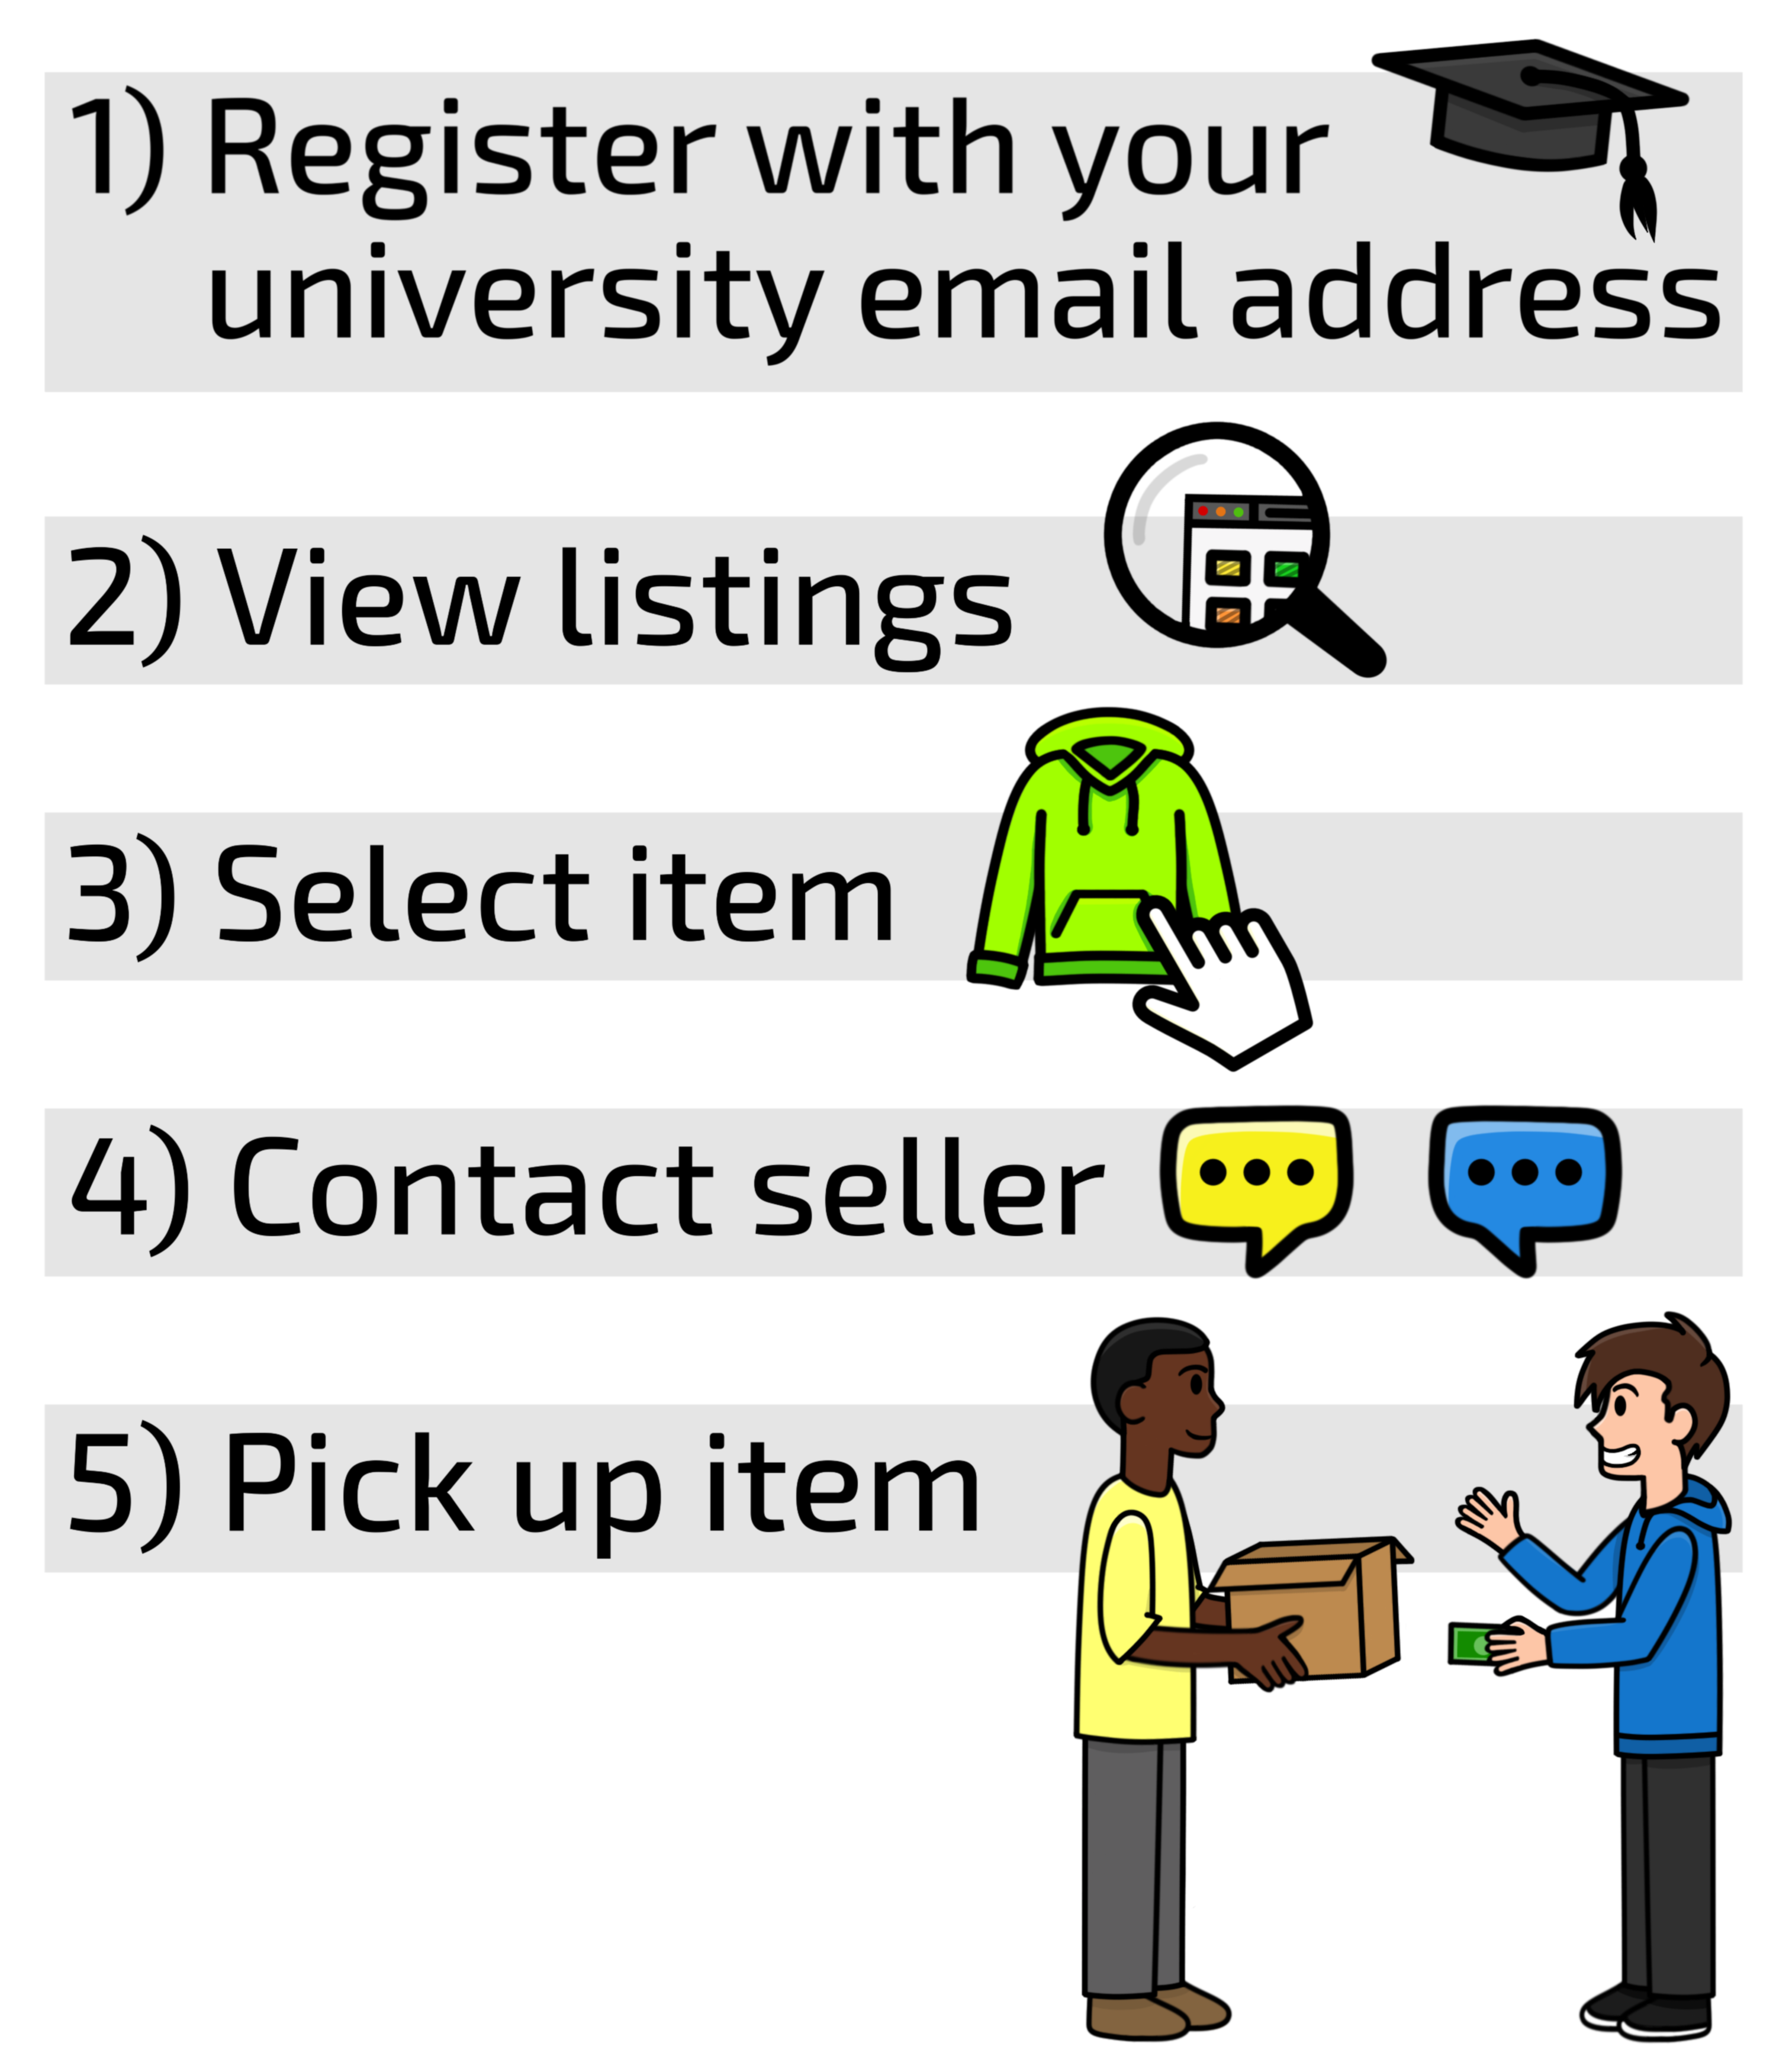 1) Register with your
university email address
2) View listings
3) Select item
4) Contact seller
5) Pick up item